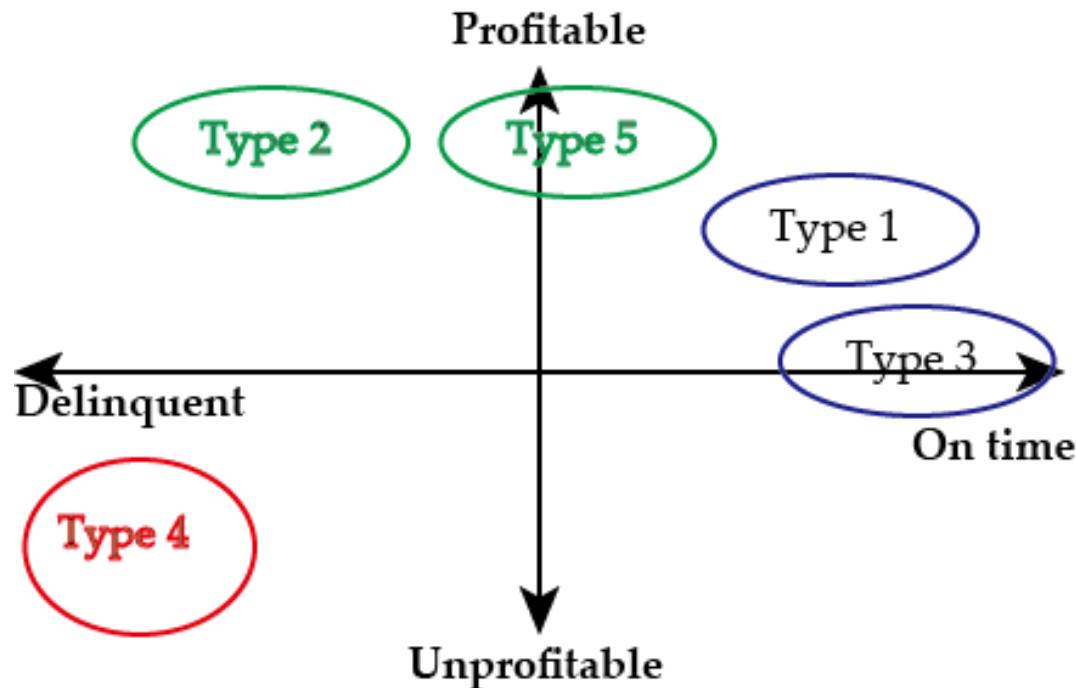 Profitable
Type 2
Type 5
Type 1
Type 3
Delinquent
On time
Type 4
Unprofitable